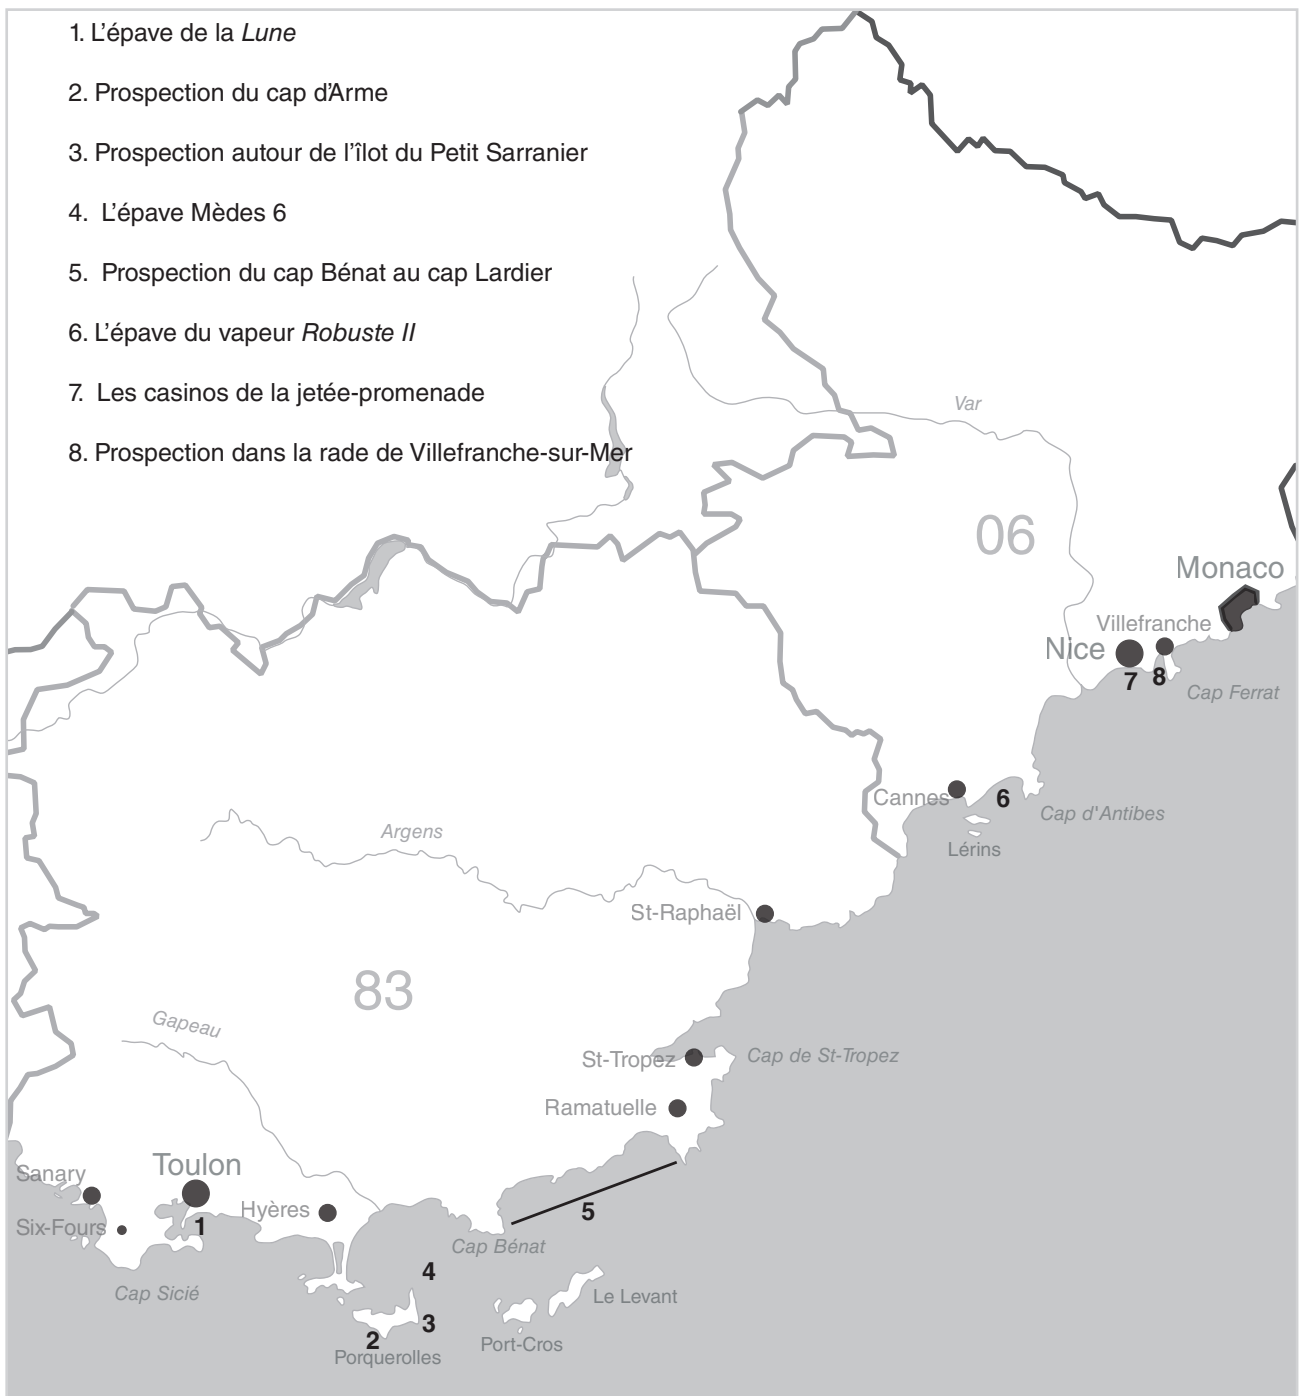 1. L'épave de la Lune
2. Prospection du cap d'Arme
3. Prospection autour de l'îlot du Petit Sarranier
4. L'épave Mèdes 6
5. Prospection du cap Bénat au cap Lardier
6. L'épave du vapeur Robuste II
7. Les casinos de la jetée-promenade
8. Prospection dans la rade de Villefranche-sur-Mer
Var
06
Monaco
Villefranche
Nice
7
8
Cap Ferrat
Cannes
6
Cap d'Antibes
Lérins
Argens
St-Raphaël
83
Gapeau
St-Tropez
Cap de St-Tropez
Ramatuelle
Sanary
Toulon
Hyères
5
Six-Fours
1
Cap Bénat
4
Cap Sicié
Le Levant
3
2
Port-Cros
Porquerolles